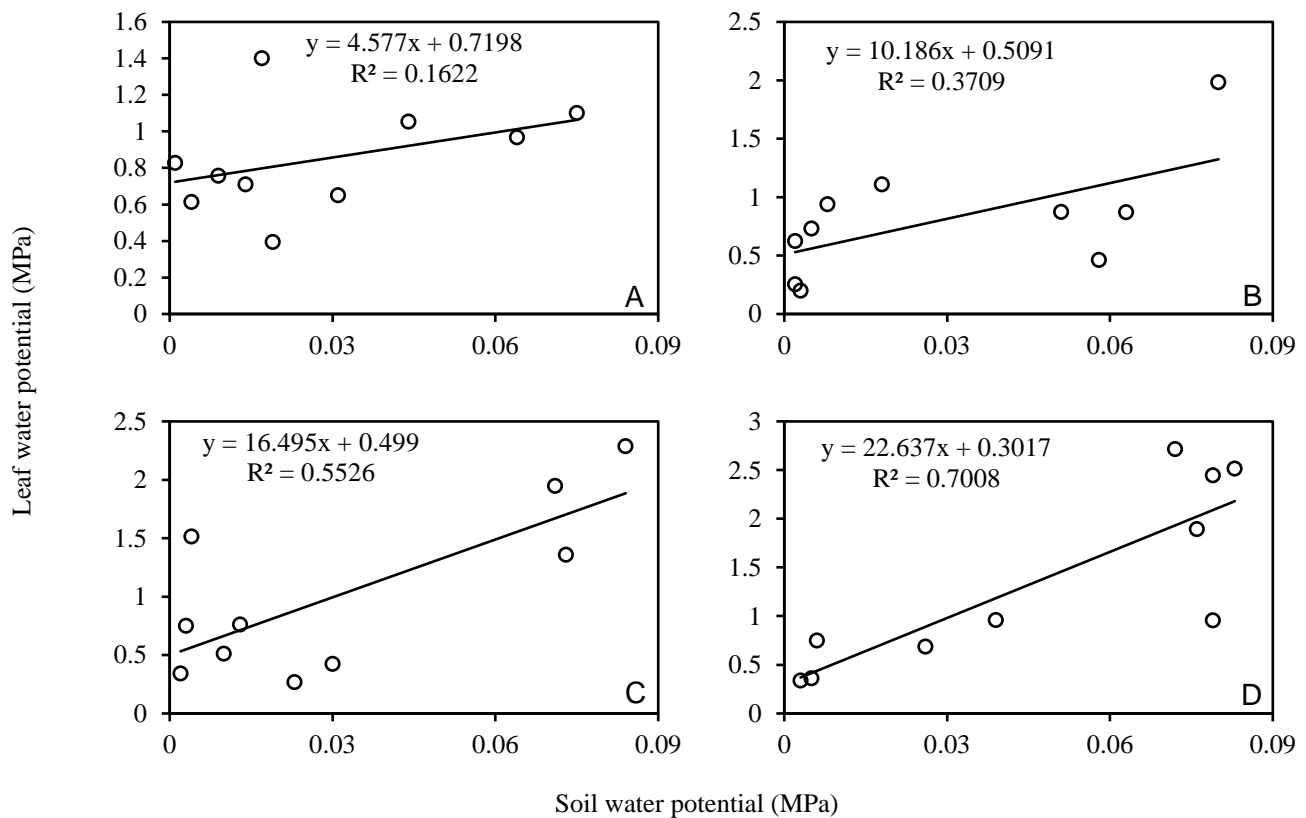 Leaf water potential (MPa)
1.6
1.4
1.2
1
0.8
0.6
0.4
0.2
0
y = 4.577x + 0.7198
R² = 0.1622
A
0 0.03 0.06 0.09
2.5
2
1.5
1
0.5
0
y = 10.186x + 0.5091
R² = 0.3709
B
0 0.03 0.06 0.09
2.5
2
1.5
1
0.5
0
y = 16.495x + 0.499
R² = 0.5526
C
0 0.03 0.06 0.09
3
2.5
2
1.5
1
0.5
0
y = 22.637x + 0.3017
R² = 0.7008
D
0 0.03 0.06 0.09
Soil water potential (MPa)